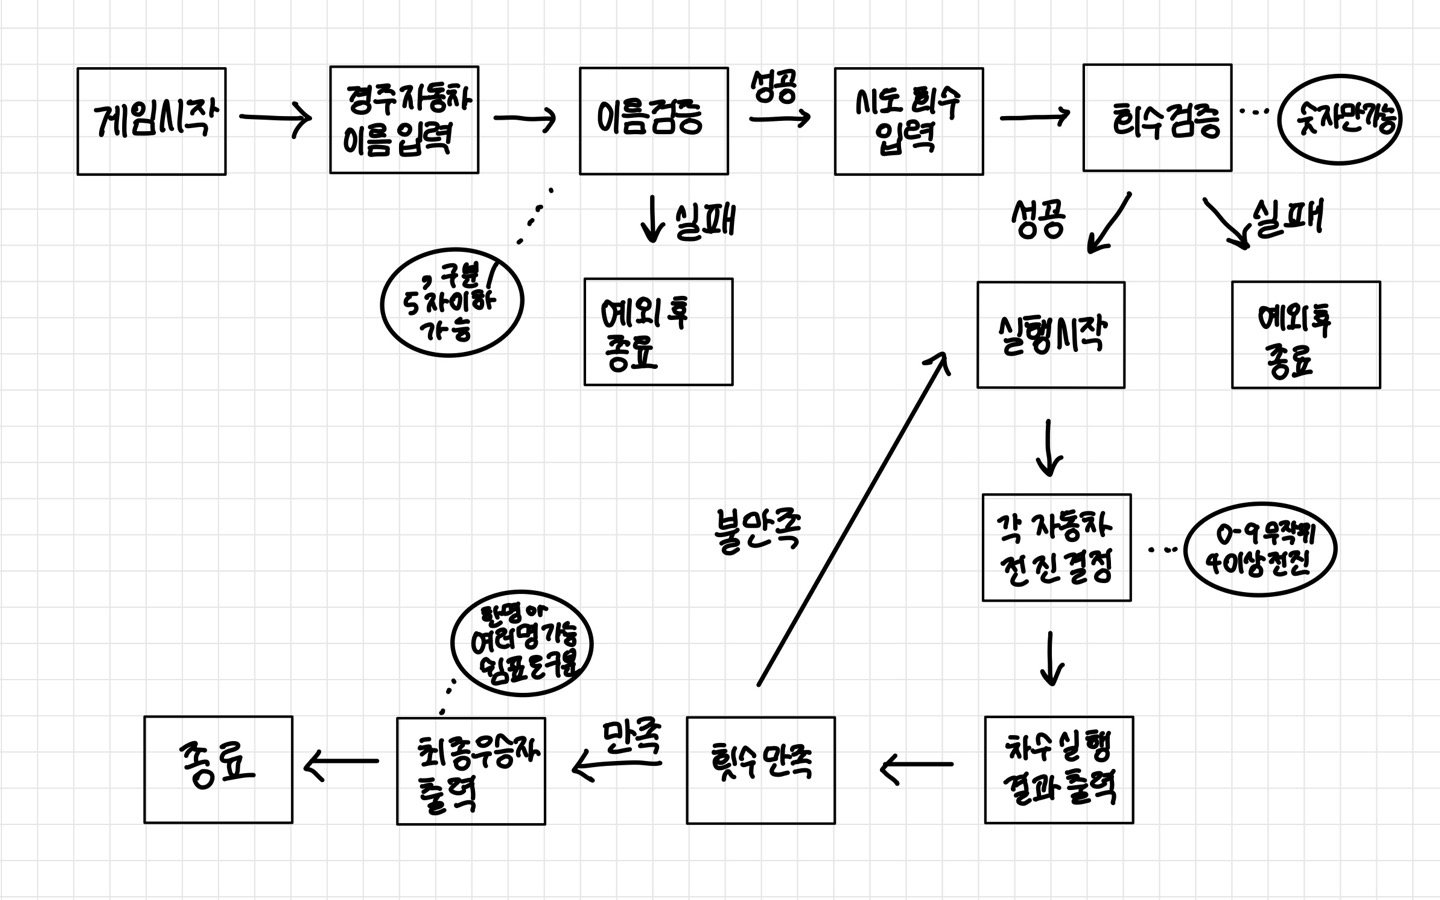 게임시작
경주자동차
이름입력
이름검증
성공
시도 회수
입력
회수검증
숫자만가능
, 구분/
5자이하
가능
실패
예외 후
종료
성공
실패
실행시작
예외 후
종료
불만족
각 자동차
전진결정
0-9무작위
4이상전진
한명이
여러명가능
쉼표로구분
종료
최종우승자
출력
만족
횟수만족
차수실행
결과출력